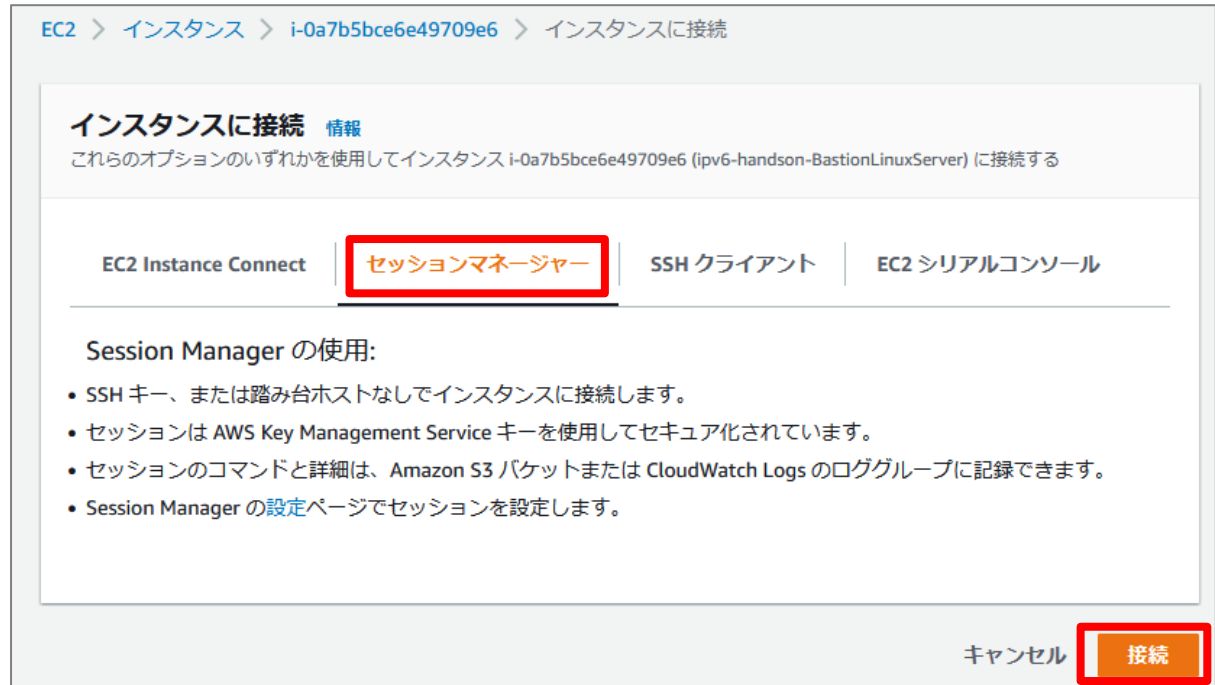 EC2 > インスタンス > i-0a7b5bce6e49709e6 > インスタンスに接続
インスタンスに接続 情報
これらのオプションのいずれかを使用してインスタンス i-0a7b5bce6e49709e6 (ipv6-handson-BastionLinuxServer) に接続する
EC2 Instance Connect セッションマネージャー SSH クライアント EC2 シリアルコンソール
Session Manager の使用:
• SSH キー、または踏み台ホストなしでインスタンスに接続します。
• セッションは AWS Key Management Service キーを使用してセキュア化されています。
• セッションのコマンドと詳細は、Amazon S3 バケットまたは CloudWatch Logs のロググループに記録できます。
• Session Manager の設定ページでセッションを設定します。
キャンセル 接続